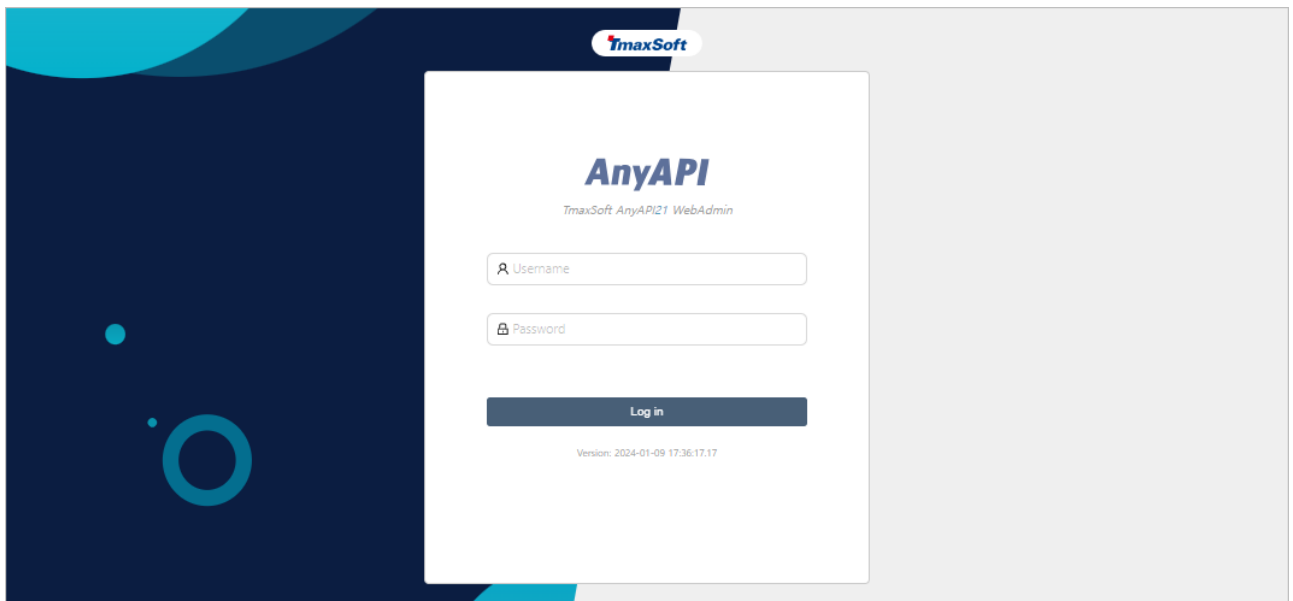 TmaxSoft
AnyAPI
TmaxSoft AnyAPI21 WebAdmin
Username
Password
Log in
Version: 2024-01-09 17:36:17.17